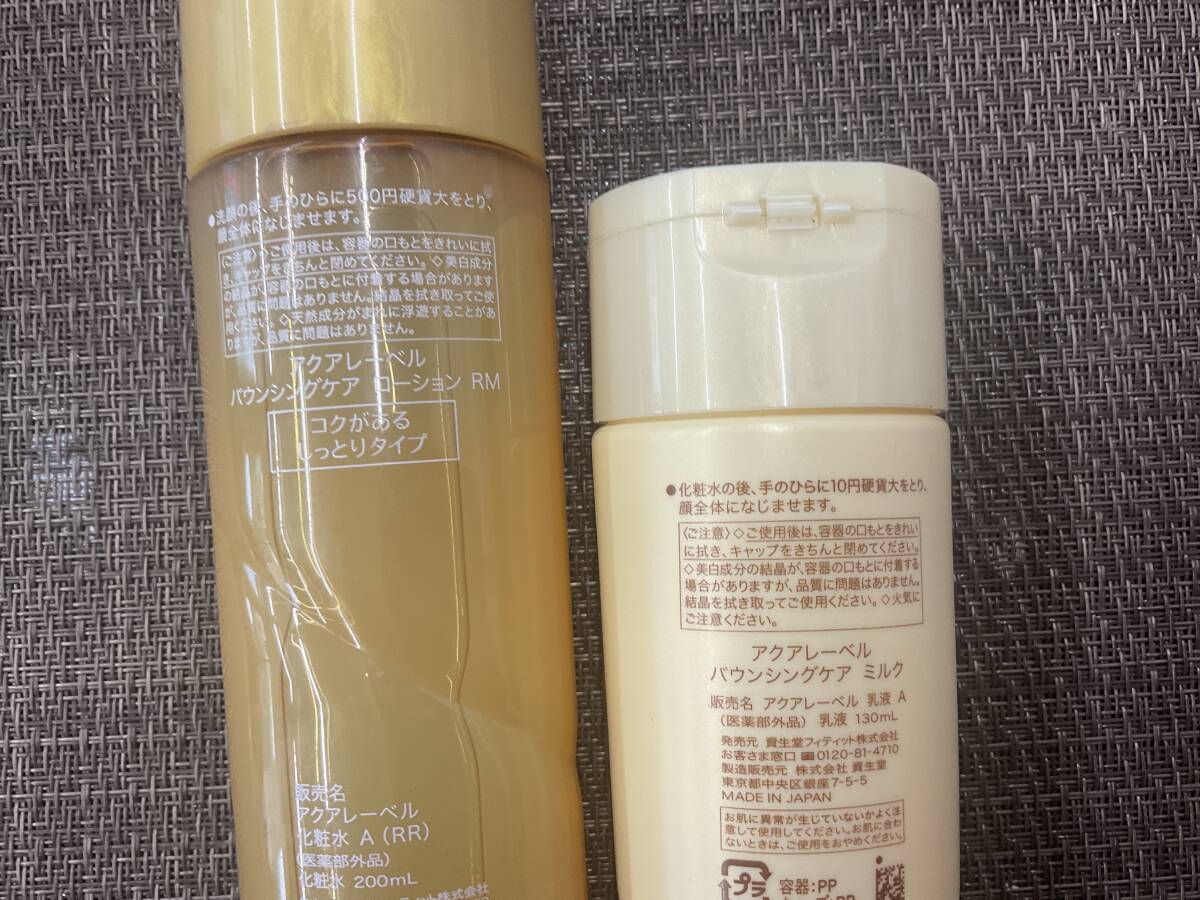 ●洗顔の後、手のひらに500円硬貨大をとり、
顔全体になじませます。
〈ご注意〉◇ご使用後は、容器の口もとをきれいに拭
き、キャップをきちんと閉めてください。◇美白成分
の結晶が、容器の口もとに付着する場合があります
が、品質に問題はありません。結晶を拭き取ってご使
用ください。◇天然成分がまれに浮遊することがあ
りますが、品質に問題はありません。
アクアレーベル
バウンシングケア ローション RM
コクがある
しっとりタイプ
販売名
アクアレーベル
化粧水 A(RR)
(医薬部外品)
化粧水 200mL
フィティット株式会社
●化粧水の後、手のひらに10円硬貨大をとり、
顔全体になじませます。
〈ご注意〉◇ご使用後は、容器の口もとをきれい
に拭き、キャップをきちんと閉めてください。
◇美白成分の結晶が、容器の口もとに付着する
場合がありますが、品質に問題はありません。
結晶を拭き取ってご使用ください。◇火気に
ご注意ください。
アクアレーベル
バウンシングケア ミルク
販売名 アクアレーベル 乳液 A
(医薬部外品) 乳液 130mL
発売元 資生堂フィティット株式会社
お客さま窓口 0120-81-4710
製造販売元 株式会社 資生堂
東京都中央区銀座7-5-5
MADE IN JAPAN
お肌に異常が生じていないかよく注
意して使用してください。お肌に合わ
ないときは、ご使用をおやめください。
プラ
容器:PP